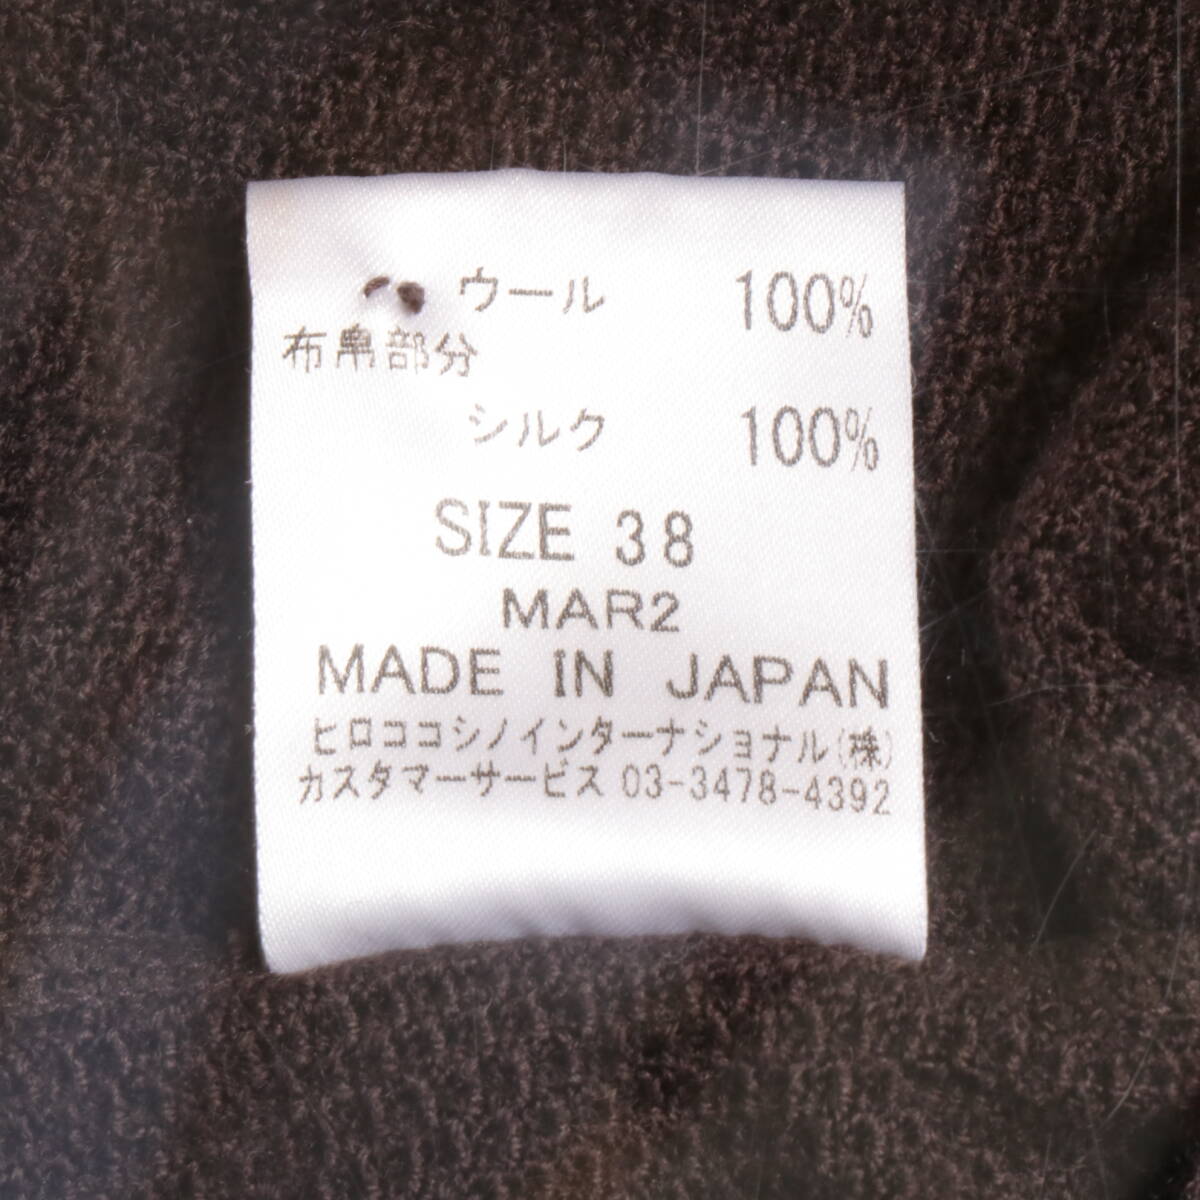 ウール 100%
布帛部分
シルク 100%
SIZE 38
MAR2
MADE IN JAPAN
ヒロココシノインターナショナル(株)
カスタマーサービス 03-3478-4392